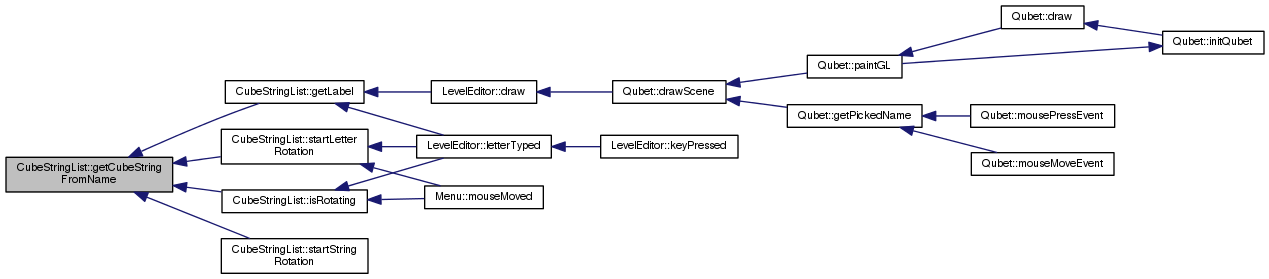 CubeStringList::getCubeString
FromName
CubeStringList::getLabel
CubeStringList::startLetter
Rotation
CubeStringList::isRotating
CubeStringList::startString
Rotation
LevelEditor::draw
LevelEditor::letterTyped
Menu::mouseMoved
Qubet::drawScene
LevelEditor::keyPressed
Qubet::paintGL
Qubet::getPickedName
Qubet::draw
Qubet::mousePressEvent
Qubet::mouseMoveEvent
Qubet::initQubet